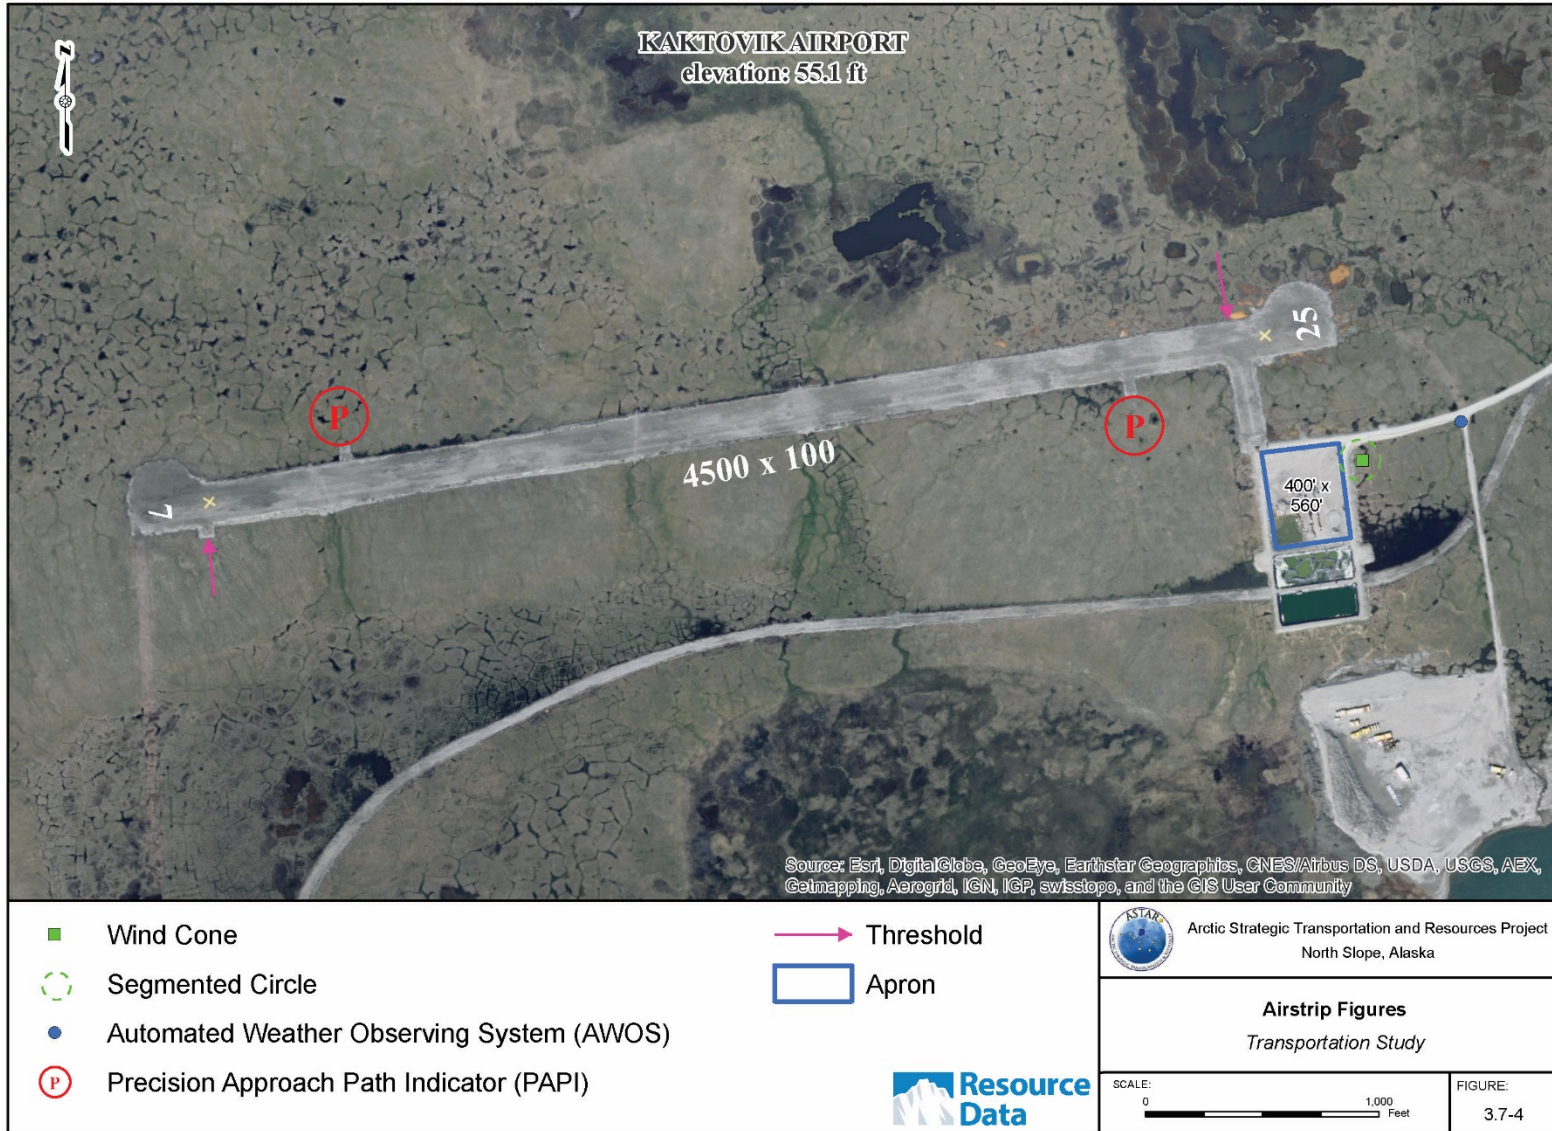 N
KAKTOVIK AIRPORT
elevation: 55.1 ft
25
P
P
4500 x 100
7
400' x
560'
Source: Esri, DigitalGlobe, GeoEye, Earthstar Geographics, CNES/Airbus DS, USDA, USGS, AEX,
Getmapping, Aerogrid, IGN, IGP, swisstopo, and the GIS User Community
Wind Cone
Segmented Circle
Automated Weather Observing System (AWOS)
P
Precision Approach Path Indicator (PAPI)
Threshold
Apron
Resource
Data
ASTAR
Arctic Strategic Transportation and Resources Project
North Slope, Alaska
Airstrip Figures
Transportation Study
SCALE:
0 1,000
Feet
FIGURE:
3.7-4